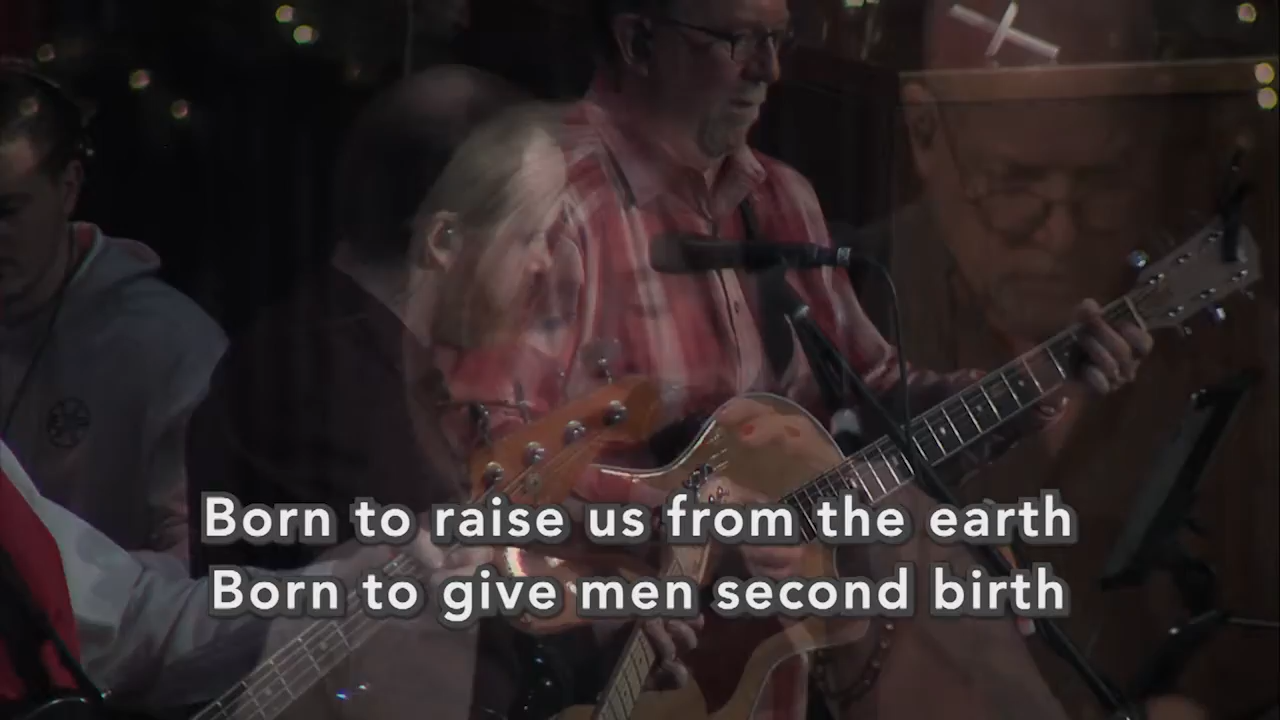 Born to raise us from the earth
Born to give men second birth